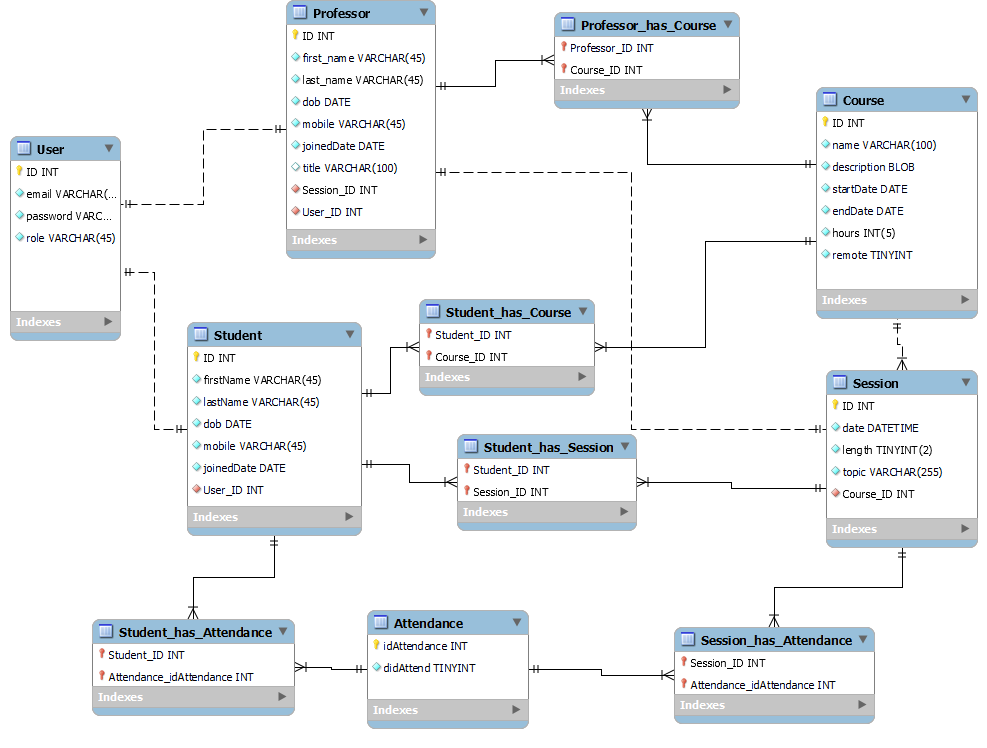 Professor
ID INT
first_name VARCHAR(45)
last_name VARCHAR(45)
dob DATE
mobile VARCHAR(45)
joinedDate DATE
title VARCHAR(100)
Session_ID INT
User_ID INT
Indexes
Professor_has_Course
Professor_ID INT
Course_ID INT
Indexes
Course
ID INT
name VARCHAR(100)
description BLOB
startDate DATE
endDate DATE
hours INT(5)
remote TINYINT
Indexes
User
ID INT
email VARCHAR(...
password VARC...
role VARCHAR(45)
Indexes
Student_has_Course
Student_ID INT
Course_ID INT
Indexes
Student
ID INT
firstName VARCHAR(45)
lastName VARCHAR(45)
dob DATE
mobile VARCHAR(45)
joinedDate DATE
User_ID INT
Indexes
Session
ID INT
date DATETIME
length TINYINT(2)
topic VARCHAR(255)
Course_ID INT
Indexes
Student_has_Session
Student_ID INT
Session_ID INT
Indexes
Student_has_Attendance
Student_ID INT
Attendance_idAttendance INT
Indexes
Attendance
idAttendance INT
didAttend TINYINT
Indexes
Session_has_Attendance
Session_ID INT
Attendance_idAttendance INT
Indexes